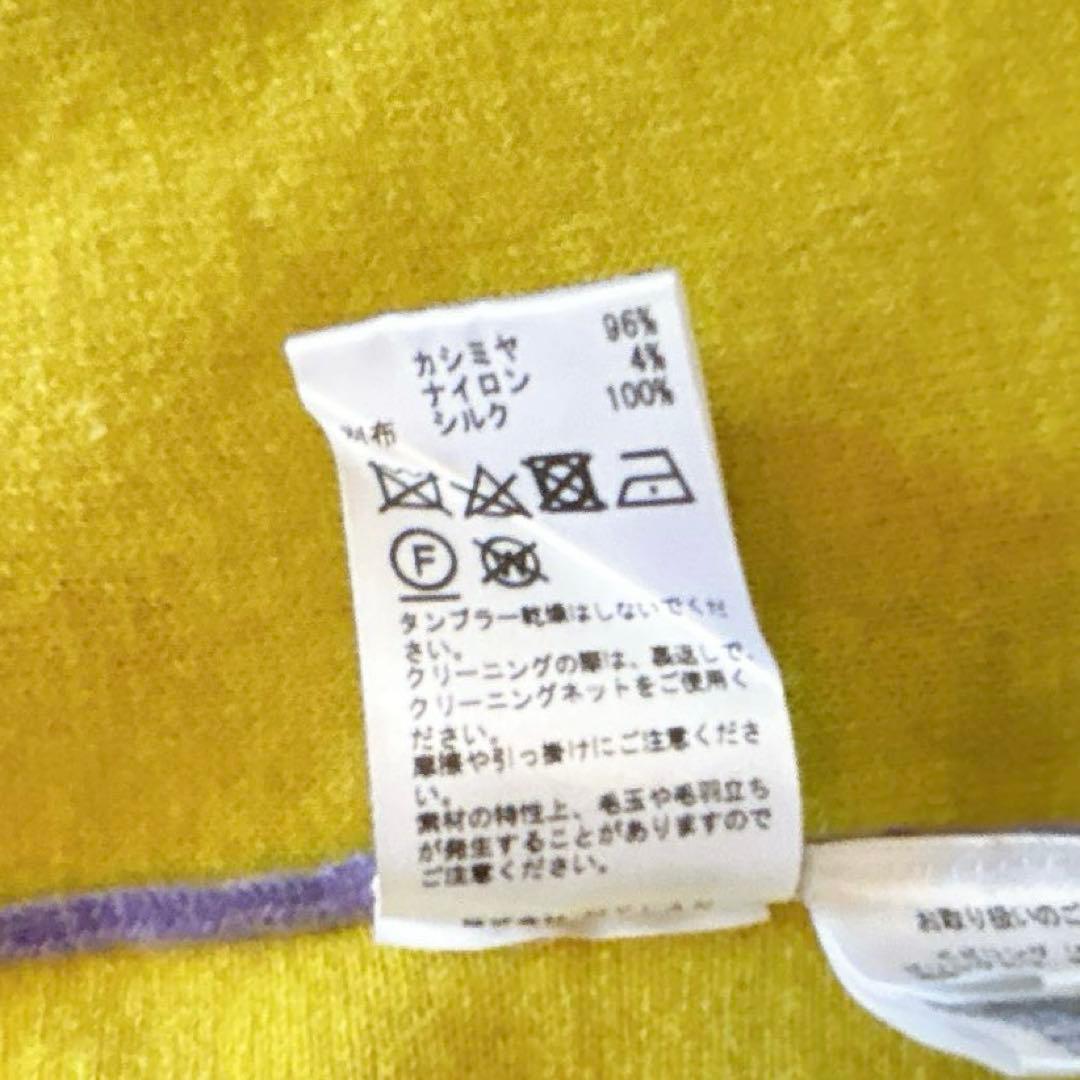 カシミヤ 96%
ナイロン 4%
布 シルク 100%
F
W
タンブラー乾燥はしないでくだ
さい。
クリーニングの際は、裏返しで、
クリーニングネットをご使用く
ださい。
摩擦や引っ掛けにご注意くださ
い。
素材の特性上、毛玉や毛羽立ち
が発生することがありますので
ご注意ください。
お取り扱いのご